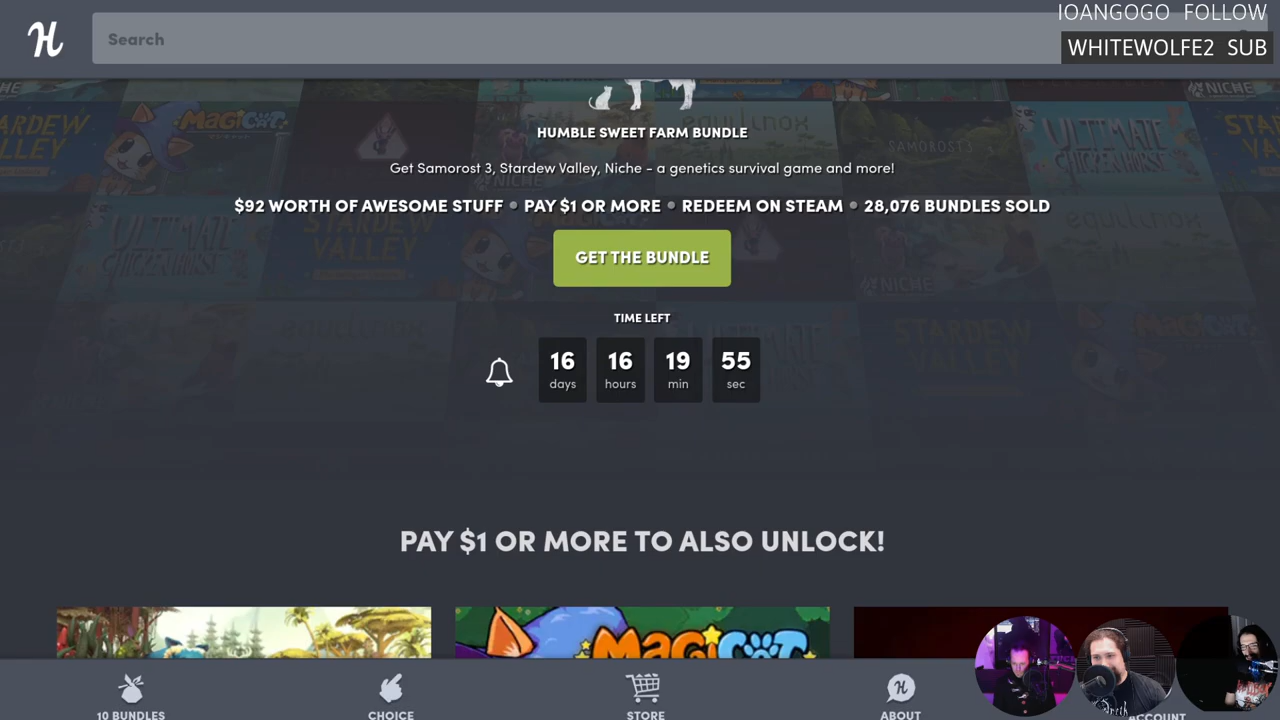 IOANGOGO FOLLOW
Search
WHITEWOLFE2 SUB
HUMBLE SWEET FARM BUNDLE
Get Samorost 3, Stardew Valley, Niche - a genetics survival game and more!
$92 WORTH OF AWESOME STUFF • PAY $1 OR MORE • REDEEM ON STEAM • 28,076 BUNDLES SOLD
GET THE BUNDLE
TIME LEFT
16 16 19 55
days hours min sec
PAY $1 OR MORE TO ALSO UNLOCK!
MAGICAT
10 BUNDLES CHOICE STORE ABOUT ACCOUNT